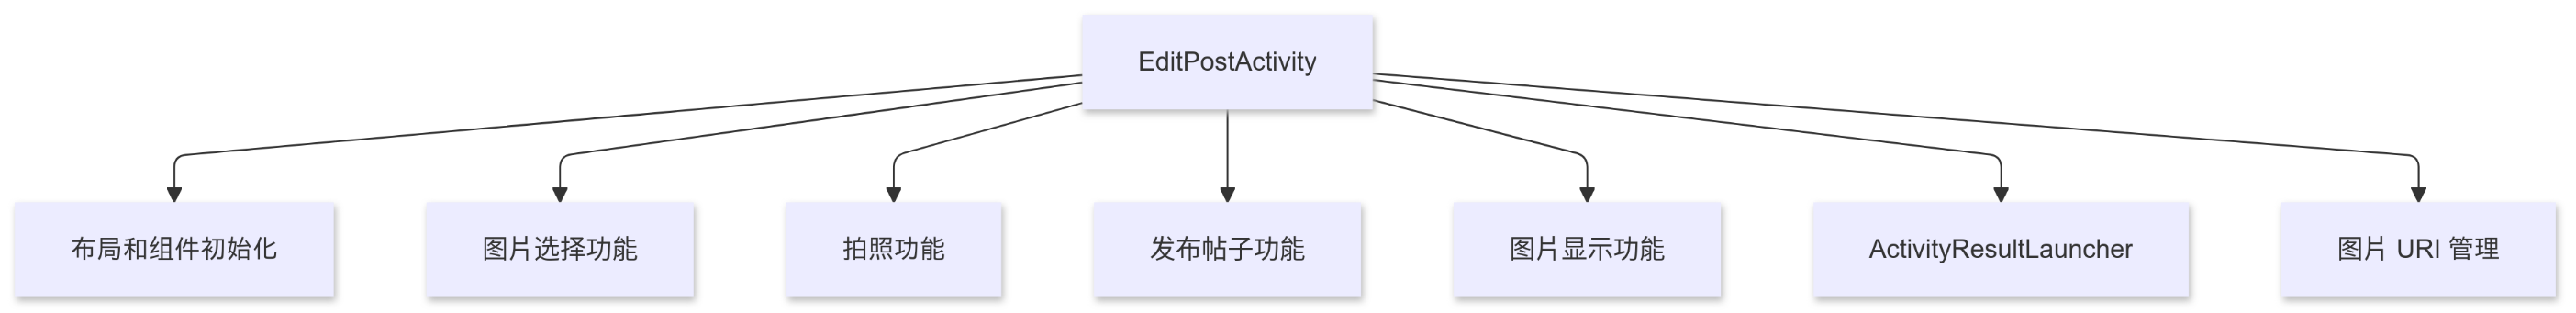 EditPostActivity
布局和组件初始化
图片选择功能
拍照功能
发布帖子功能
图片显示功能
ActivityResultLauncher
图片 URI 管理